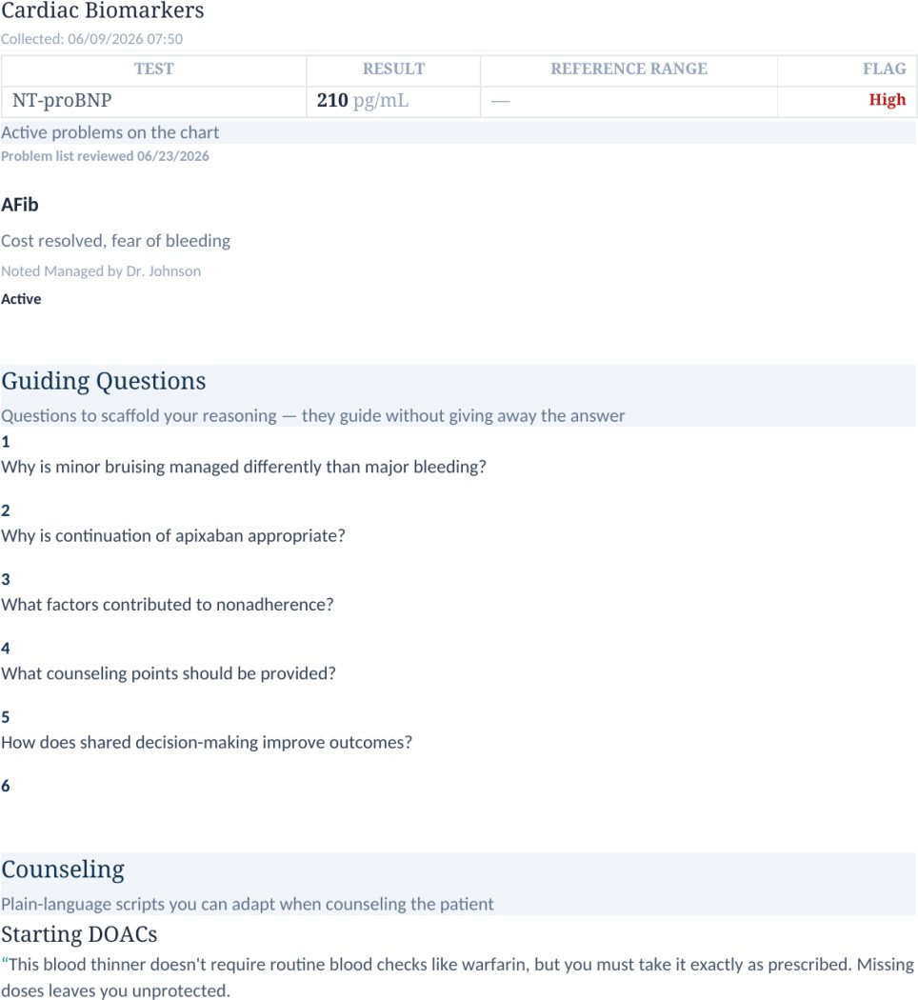 Cardiac Biomarkers
Collected: 06/09/2026 07:50
TEST RESULT REFERENCE RANGE FLAG
NT-proBNP 210 pg/mL — High
Active problems on the chart
Problem list reviewed 06/23/2026
AFib
Cost resolved, fear of bleeding
Noted Managed by Dr. Johnson
Active
Guiding Questions
Questions to scaffold your reasoning — they guide without giving away the answer
1
Why is minor bruising managed differently than major bleeding?
2
Why is continuation of apixaban appropriate?
3
What factors contributed to nonadherence?
4
What counseling points should be provided?
5
How does shared decision-making improve outcomes?
6
Counseling
Plain-language scripts you can adapt when counseling the patient
Starting DOACs
“This blood thinner doesn't require routine blood checks like warfarin, but you must take it exactly as prescribed. Missing
doses leaves you unprotected.